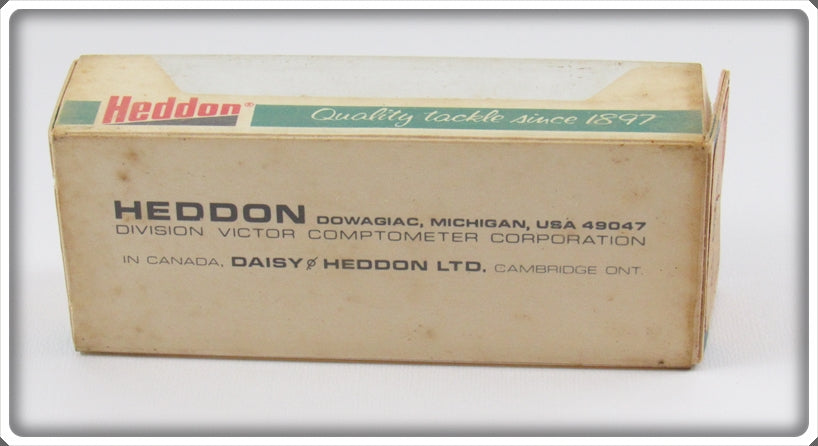 Heddon® Quality tackle since 1897
HEDDON DOWAGIAC, MICHIGAN, USA 49047
DIVISION VICTOR COMPTOMETER CORPORATION
IN CANADA, DAISY/HEDDON LTD. CAMBRIDGE ONT.